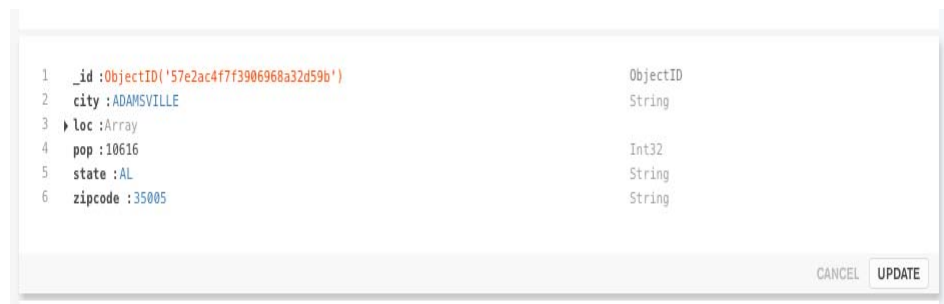 1 _id :ObjectID('57e2ac4f7f3906968a32d59b') ObjectID
2 city :ADAMSVILLE String
3 loc :Array
4 pop :10616 Int32
5 state :AL String
6 zipcode :35005 String
CANCEL UPDATE